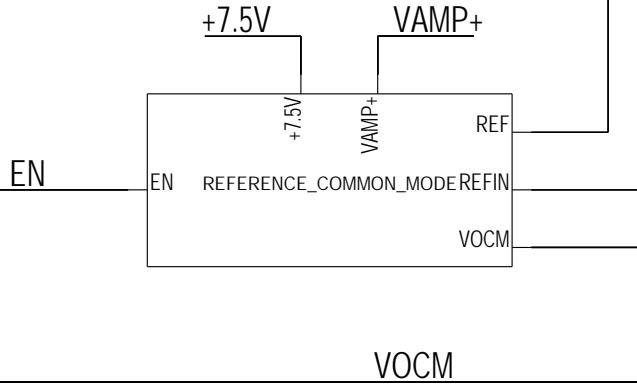 +7.5V
VAMP+
+7.5V
VAMP+
REF
EN
EN
REFERENCE_COMMON_MODE
REFIN
VOCM
VOCM